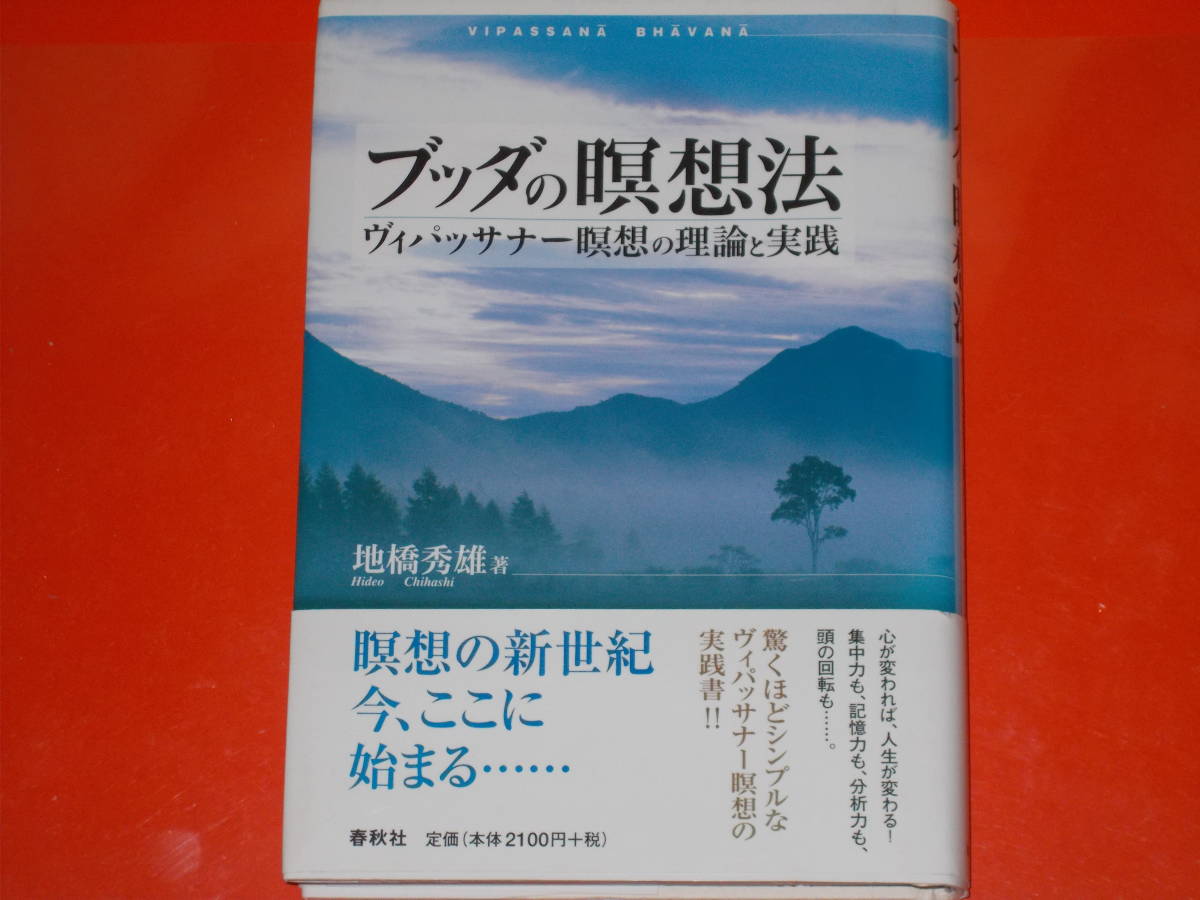 VIPASSANĀ BHĀVANĀ
ブッダの瞑想法
ヴィパッサナー瞑想の理論と実践
地橋秀雄著
Hideo Chihashi
瞑想の新世紀
今、ここに
始まる……
心が変われば、人生が変わる!
集中力も、記憶力も、分析力も、
頭の回転も……。
驚くほどシンプルな
ヴィパッサナー瞑想の
実践書!!
春秋社 定価(本体2100円+税)